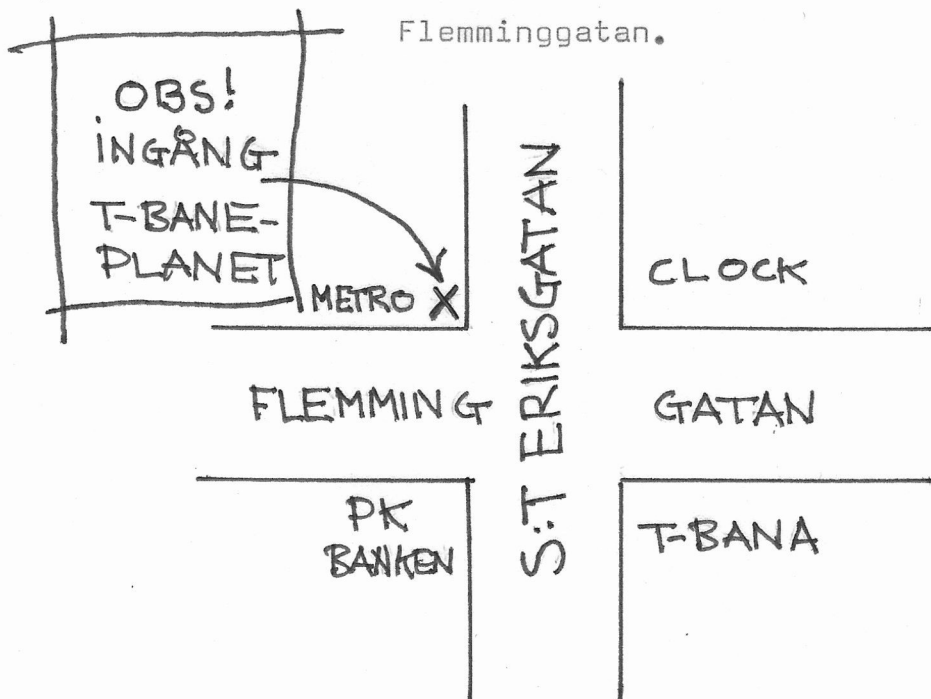 Flemminggatan.
OBS!
INGÅNG
T-BANE-
PLANET
METRO X
CLOCK
FLEMMING GATAN
S:T ERIKSGATAN
PK
BANKEN
T-BANA